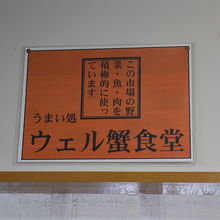 この市場の野
菜・魚・肉を
積極的に使っ
ています
うまい処
ウェル蟹食堂